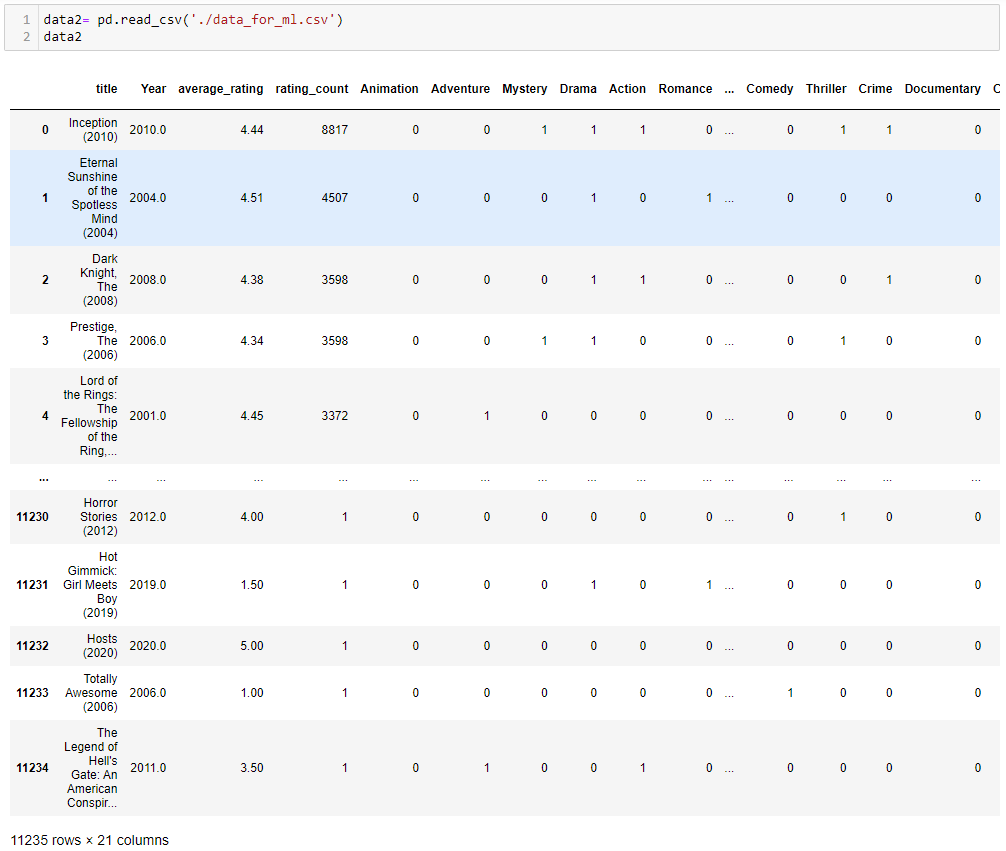 1 data2= pd.read_csv('./data_for_ml.csv')
2 data2
title Year average_rating rating_count Animation Adventure Mystery Drama Action Romance ... Comedy Thriller Crime Documentary C
0 Inception (2010) 2010.0 4.44 8817 0 0 1 1 1 0 ... 0 1 1 0
1 Eternal Sunshine of the Spotless Mind (2004) 2004.0 4.51 4507 0 0 0 1 0 1 ... 0 0 0 0
2 Dark Knight, The (2008) 2008.0 4.38 3598 0 0 0 1 1 0 ... 0 0 1 0
3 Prestige, The (2006) 2006.0 4.34 3598 0 0 1 1 0 0 ... 0 1 0 0
4 Lord of the Rings: The Fellowship of the Ring,... 2001.0 4.45 3372 0 1 0 0 0 0 ... 0 0 0 0
... ... ... ... ... ... ... ... ... ... ... ... ... ... ... ...
11230 Horror Stories (2012) 2012.0 4.00 1 0 0 0 0 0 0 ... 0 1 0 0
11231 Hot Gimmick: Girl Meets Boy (2019) 2019.0 1.50 1 0 0 0 1 0 1 ... 0 0 0 0
11232 Hosts (2020) 2020.0 5.00 1 0 0 0 0 0 0 ... 0 0 0 0
11233 Totally Awesome (2006) 2006.0 1.00 1 0 0 0 0 0 0 ... 1 0 0 0
11234 The Legend of Hell's Gate: An American Conspir... 2011.0 3.50 1 0 1 0 0 1 0 ... 0 0 0 0
11235 rows × 21 columns